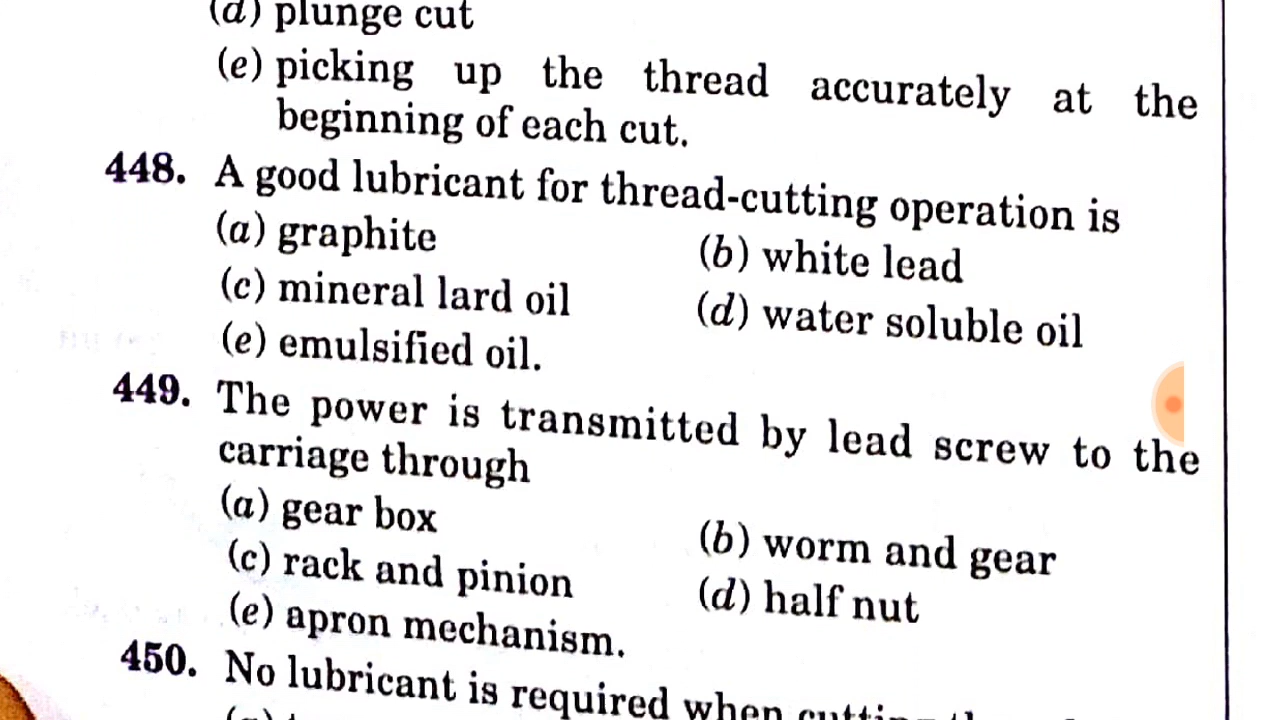 (d) plunge cut
(e) picking up the thread accurately at the
beginning of each cut.
448. A good lubricant for thread-cutting operation is
(a) graphite (b) white lead
(c) mineral lard oil (d) water soluble oil
(e) emulsified oil.
449. The power is transmitted by lead screw to the
carriage through
(a) gear box (b) worm and gear
(c) rack and pinion (d) half nut
(e) apron mechanism.
450. No lubricant is required when cutting